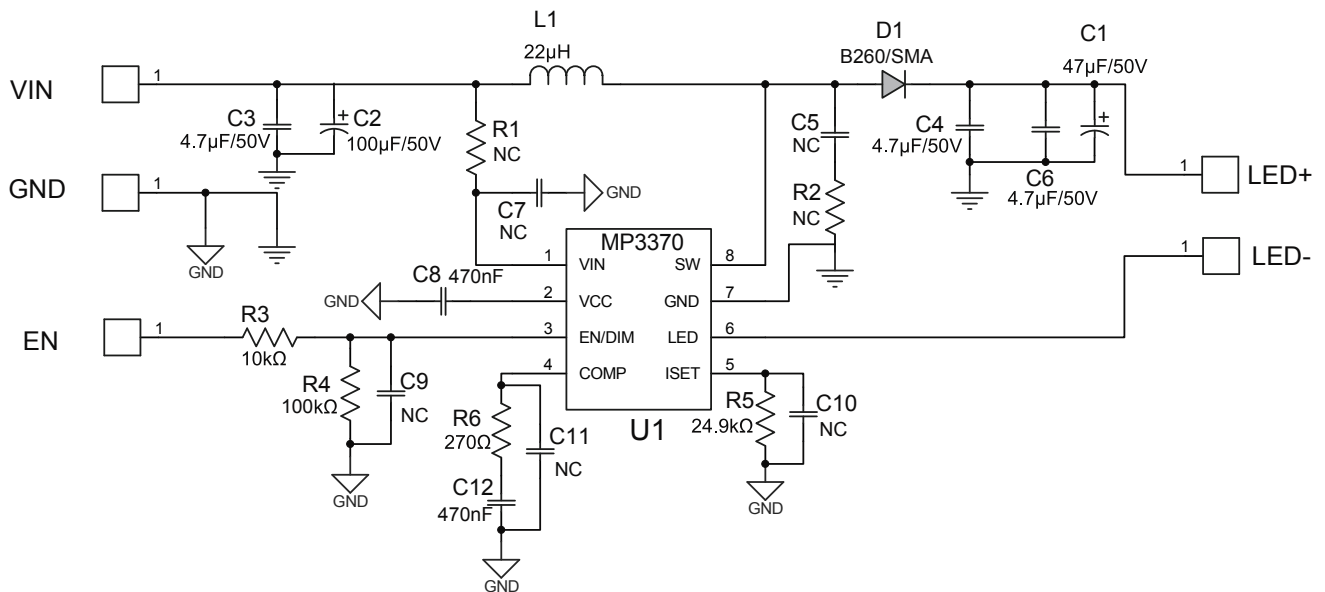 L1
22µH
D1
B260/SMA
C1
47µF/50V
VIN
1
C3
4.7µF/50V
C2
100µF/50V
R1
NC
C5
NC
C4
4.7µF/50V
+
+
GND
1
GND
C7
NC
GND
R2
NC
C6
4.7µF/50V
1
LED+
MP3370
1
VIN
SW
8
1
LED-
C8
470nF
GND
2
VCC
GND
7
EN
1
R3
10kΩ
3
EN/DIM
LED
6
4
COMP
ISET
5
U1
R4
100kΩ
C9
NC
GND
R6
270Ω
C11
NC
C12
470nF
GND
R5
24.9kΩ
C10
NC
GND